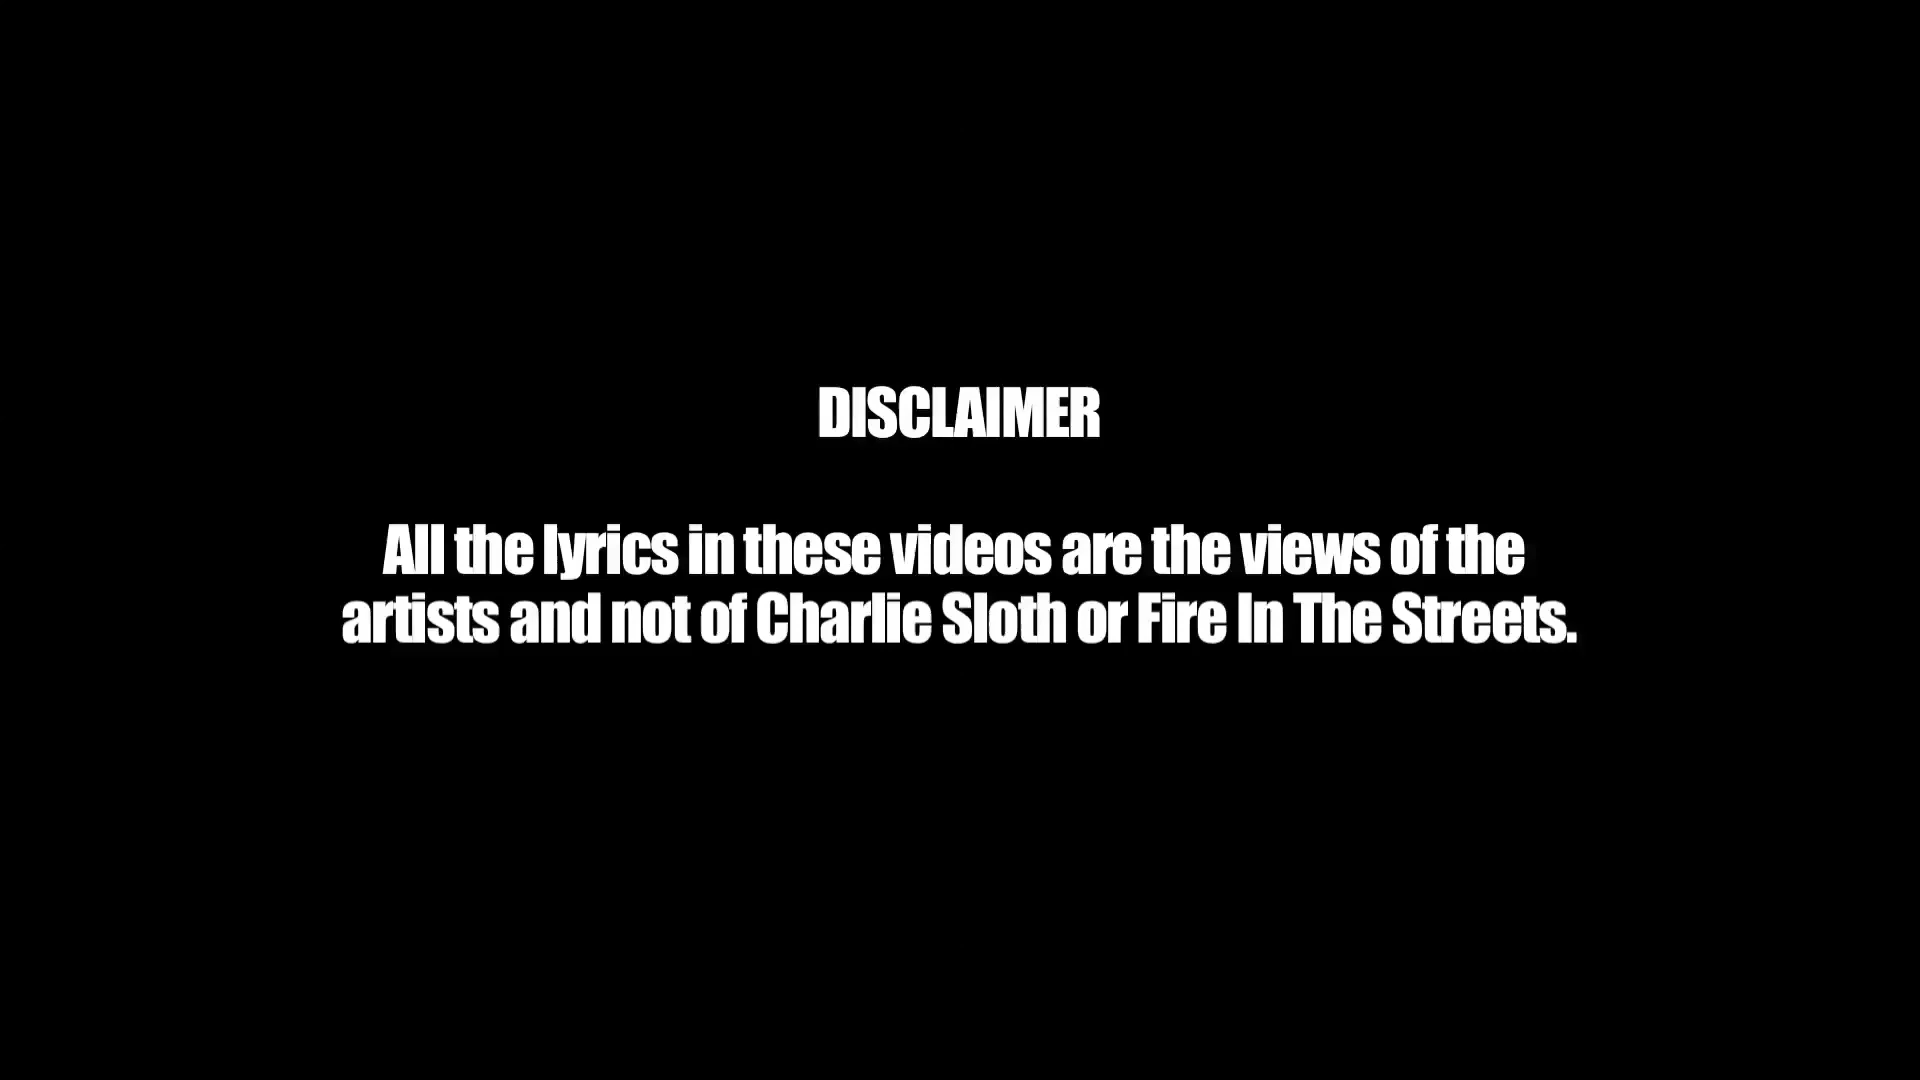 DISCLAIMER
All the lyrics in these videos are the views of the
artists and not of Charlie Sloth or Fire In The Streets.